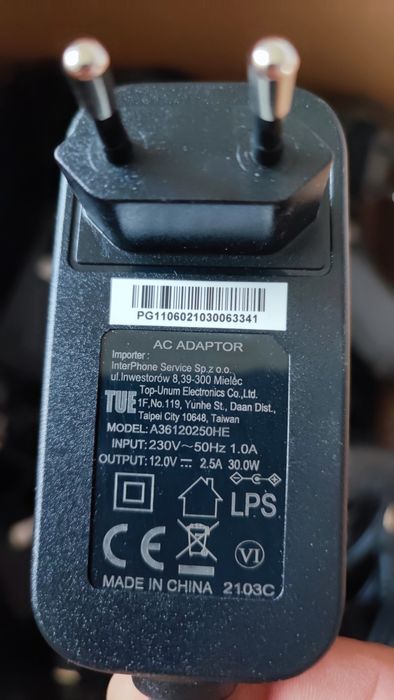 PG1106021030063341
AC ADAPTOR
Importer :
InterPhone Service Sp.z o.o.
ul.Inwestorów 8,39-300 Mielec
TUE
Top-Unum Electronics Co.,Ltd.
1F,No.119, Yunhe St., Daan Dist.,
Taipei City 10648, Taiwan
MODEL: A36120250HE
INPUT: 230V~50Hz 1.0A
OUTPUT: 12.0V⎓ 2.5A 30.0W
LPS
CE
VI
MADE IN CHINA 2103C